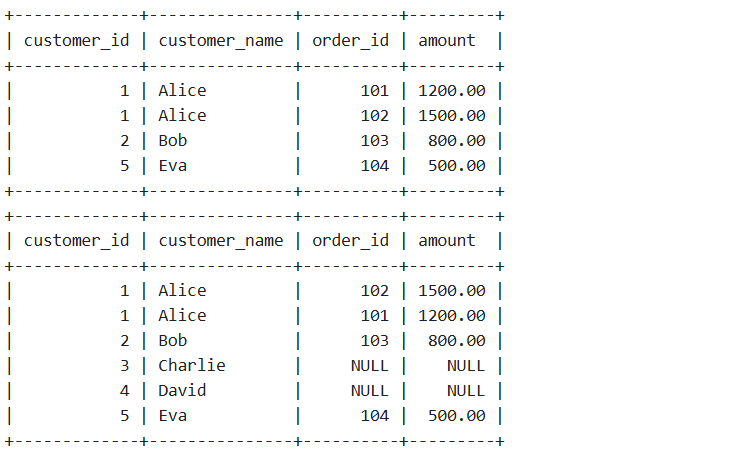 +-------------+---------------+----------+---------+
| customer_id | customer_name | order_id | amount  |
+-------------+---------------+----------+---------+
|           1 | Alice         |      101 | 1200.00 |
|           1 | Alice         |      102 | 1500.00 |
|           2 | Bob           |      103 |  800.00 |
|           5 | Eva           |      104 |  500.00 |
+-------------+---------------+----------+---------+
+-------------+---------------+----------+---------+
| customer_id | customer_name | order_id | amount  |
+-------------+---------------+----------+---------+
|           1 | Alice         |      102 | 1500.00 |
|           1 | Alice         |      101 | 1200.00 |
|           2 | Bob           |      103 |  800.00 |
|           3 | Charlie       |     NULL |    NULL |
|           4 | David         |     NULL |    NULL |
|           5 | Eva           |      104 |  500.00 |
+-------------+---------------+----------+---------+